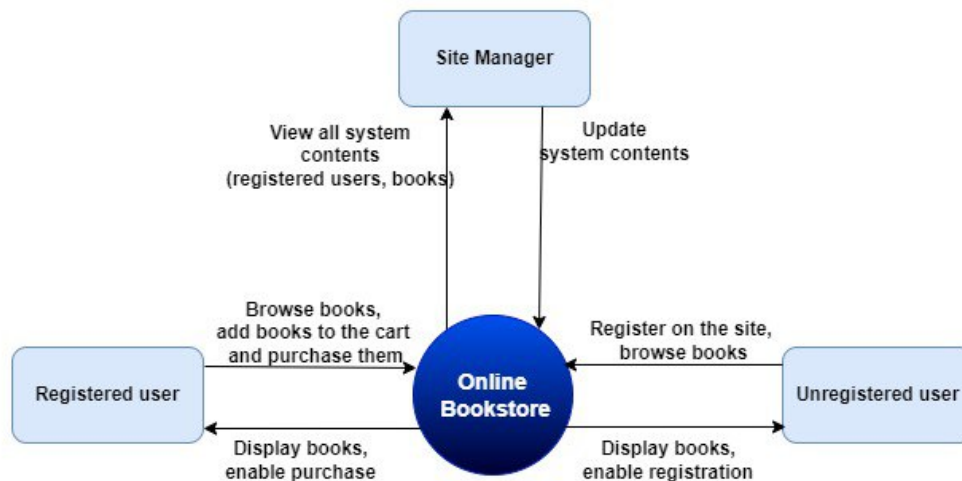 Site Manager
View all system
contents
(registered users, books)
Update
system contents
Browse books,
add books to the cart
and purchase them
Register on the site,
browse books
Registered user
Online
Bookstore
Unregistered user
Display books,
enable purchase
Display books,
enable registration